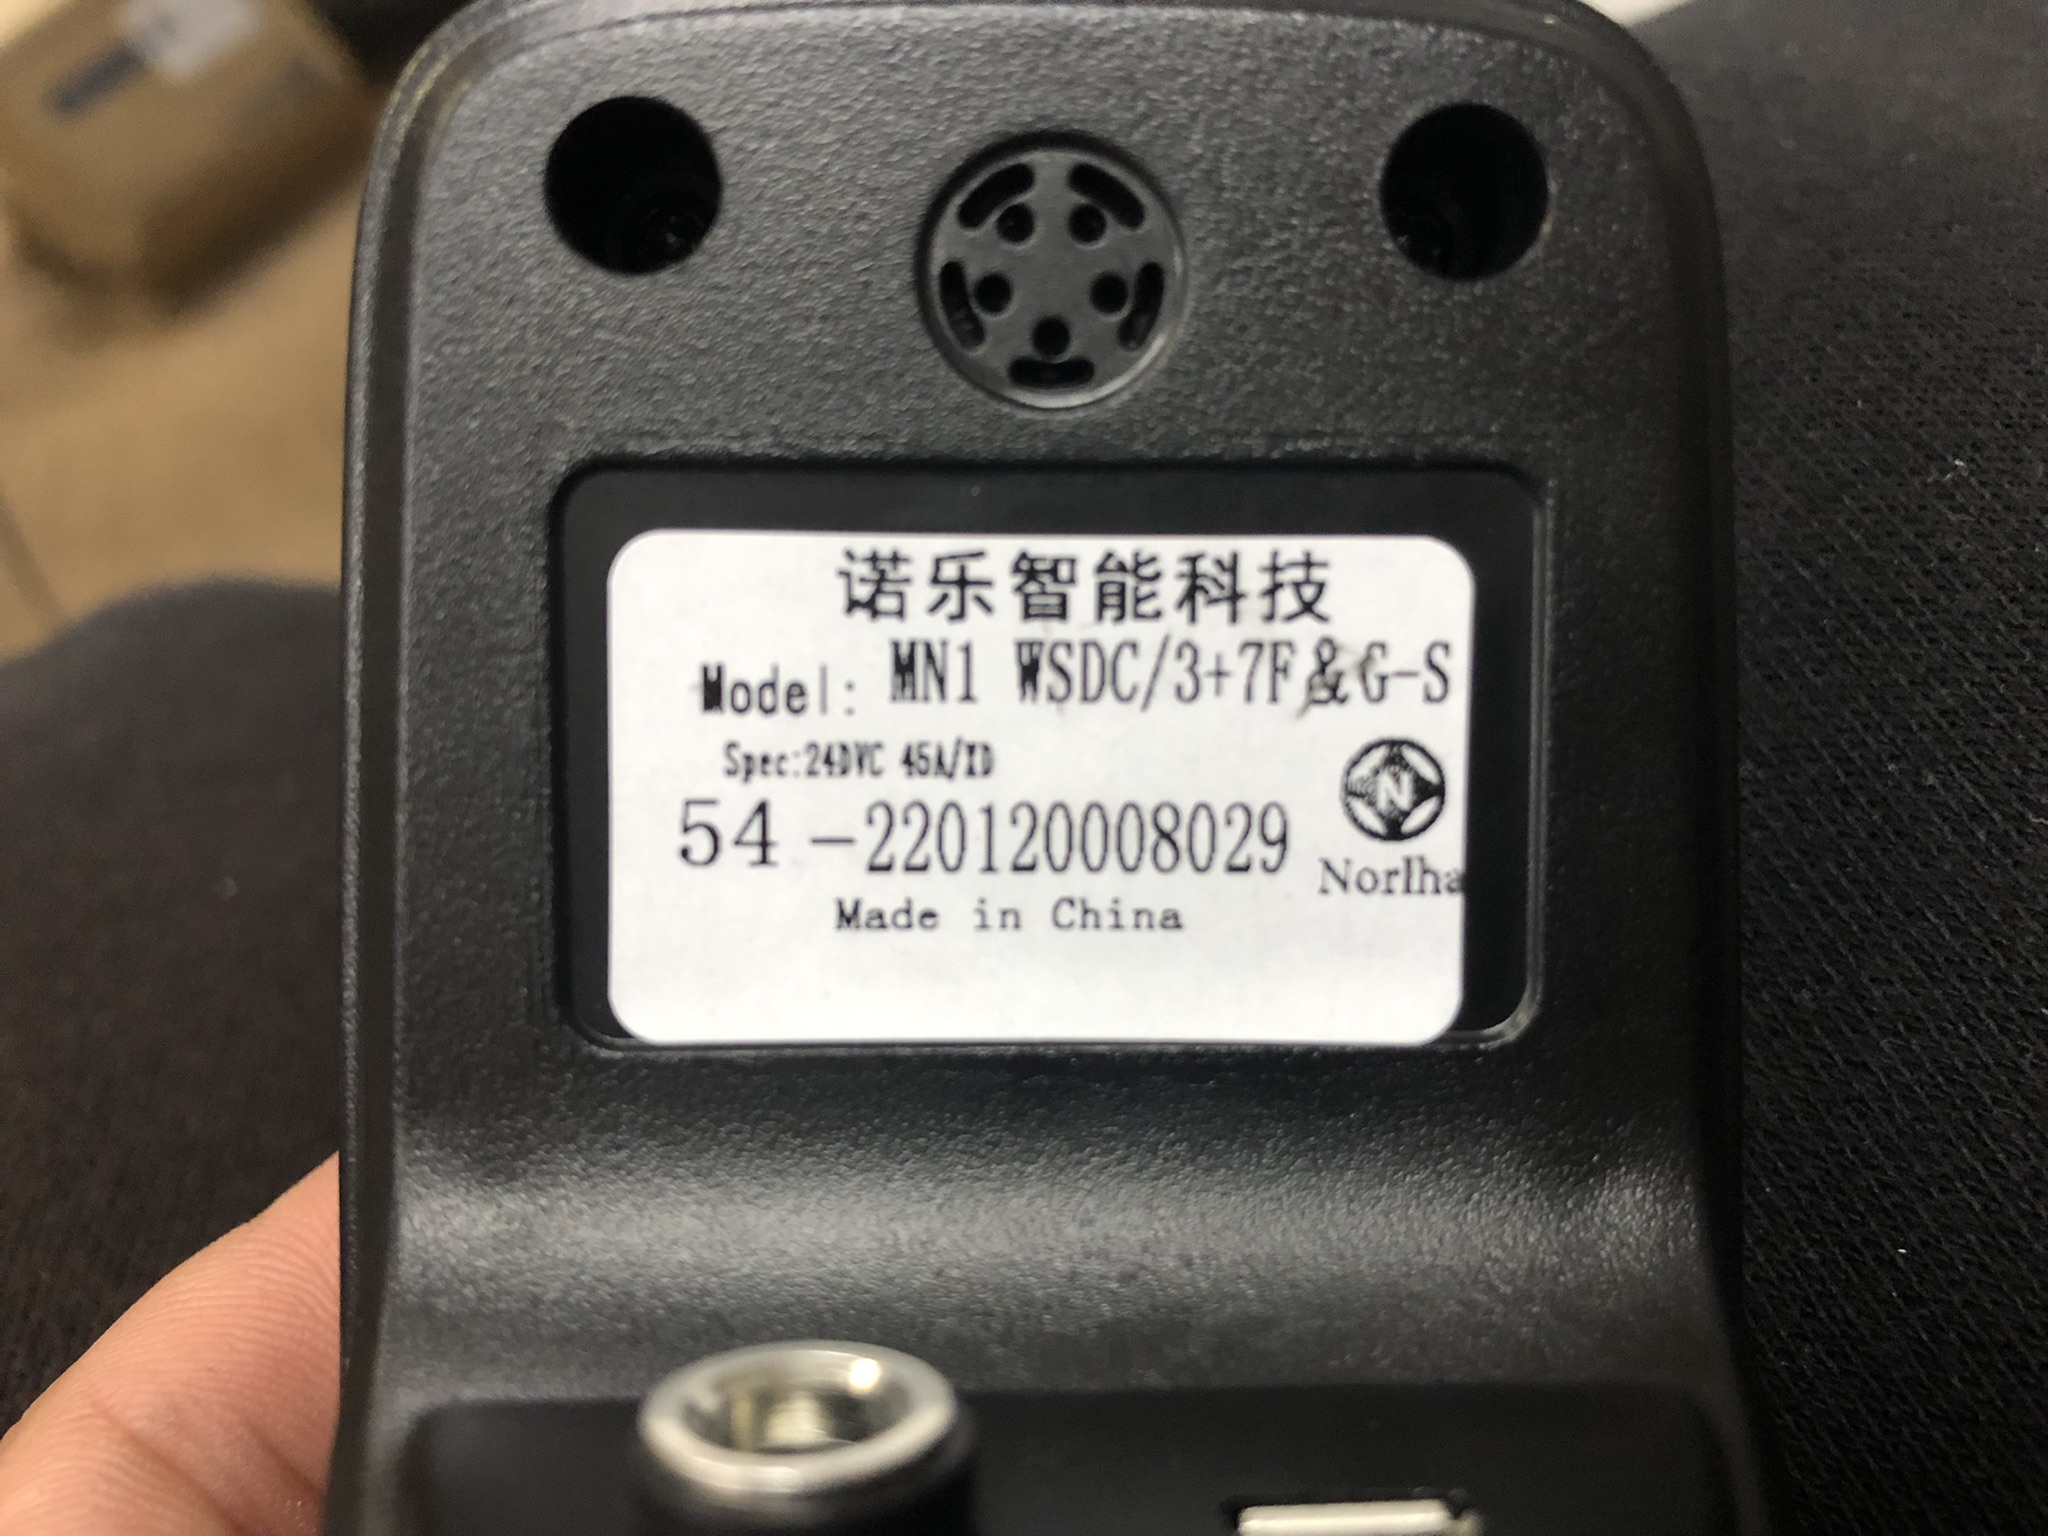 诺乐智能科技
Model: MN1 WSDC/3+7F&G-S
Spec:24DVC 45A/XD
54 -220120008029
N
Norlha
Made in China